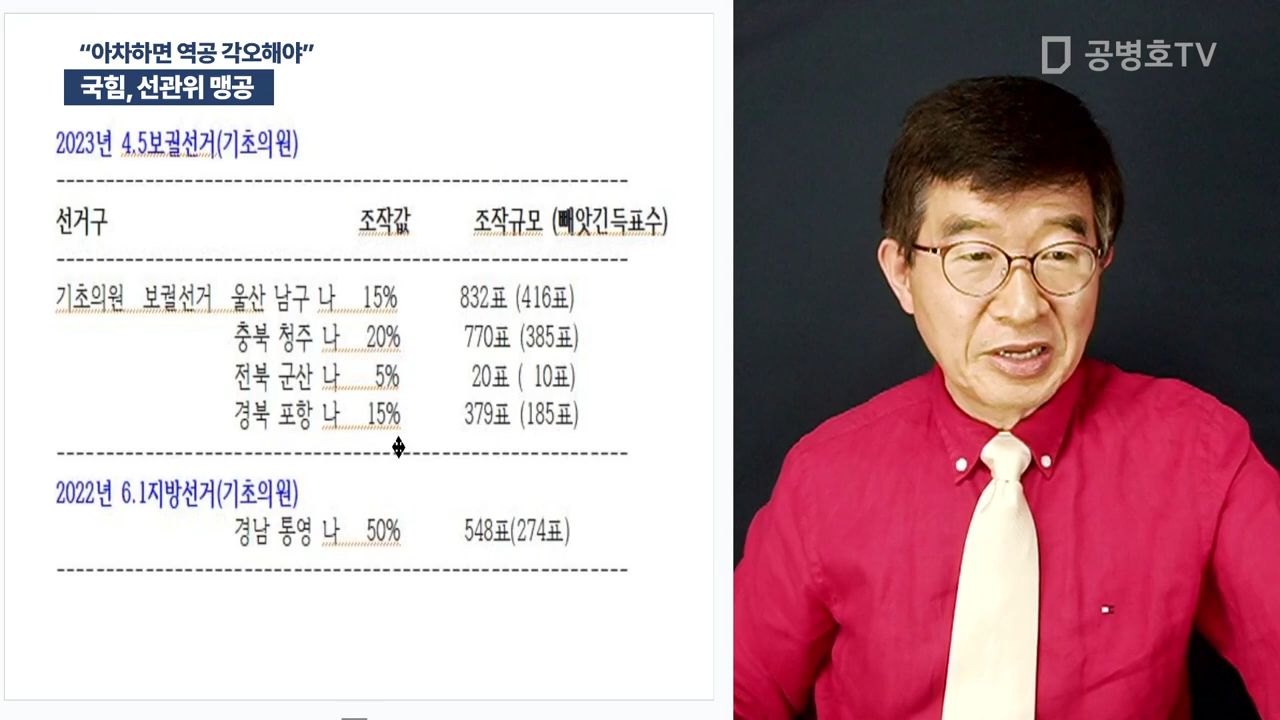 “아차하면 역공 각오해야”
국힘, 선관위 맹공
공병호TV
2023년 4.5보궐선거(기초의원)
선거구 조작값 조작규모 (빼앗긴득표수)
기초의원 보궐선거 울산 남구 나 15% 832표 (416표)
충북 청주 나 20% 770표 (385표)
전북 군산 나 5% 20표 ( 10표)
경북 포항 나 15% 379표 (185표)
2022년 6.1지방선거(기초의원)
경남 통영 나 50% 548표(274표)